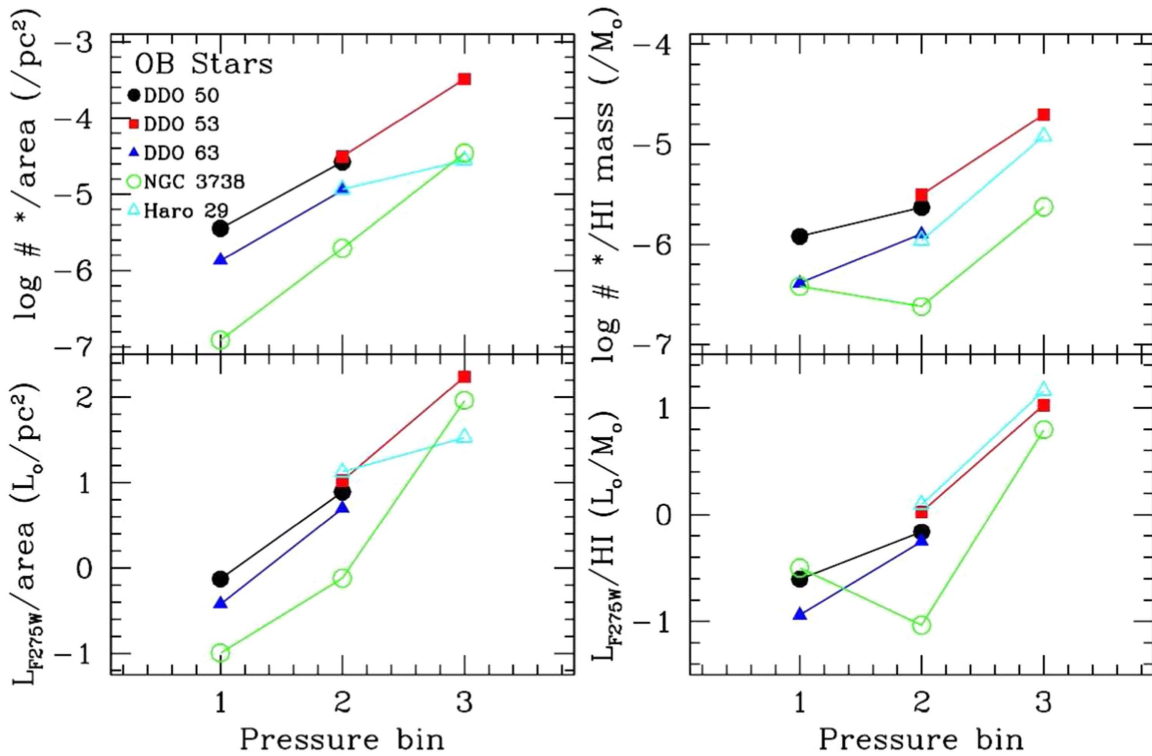 log # */area (/pc²)
-3
-4
-5
-6
-7
OB Stars
DDO 50
DDO 53
DDO 63
NGC 3738
Haro 29
log # */HI mass (/M₀)
-4
-5
-6
-7
L_F275W/area (L₀/pc²)
2
1
0
-1
1 2 3
Pressure bin
L_F275W/HI (L₀/M₀)
1
0
-1
1 2 3
Pressure bin